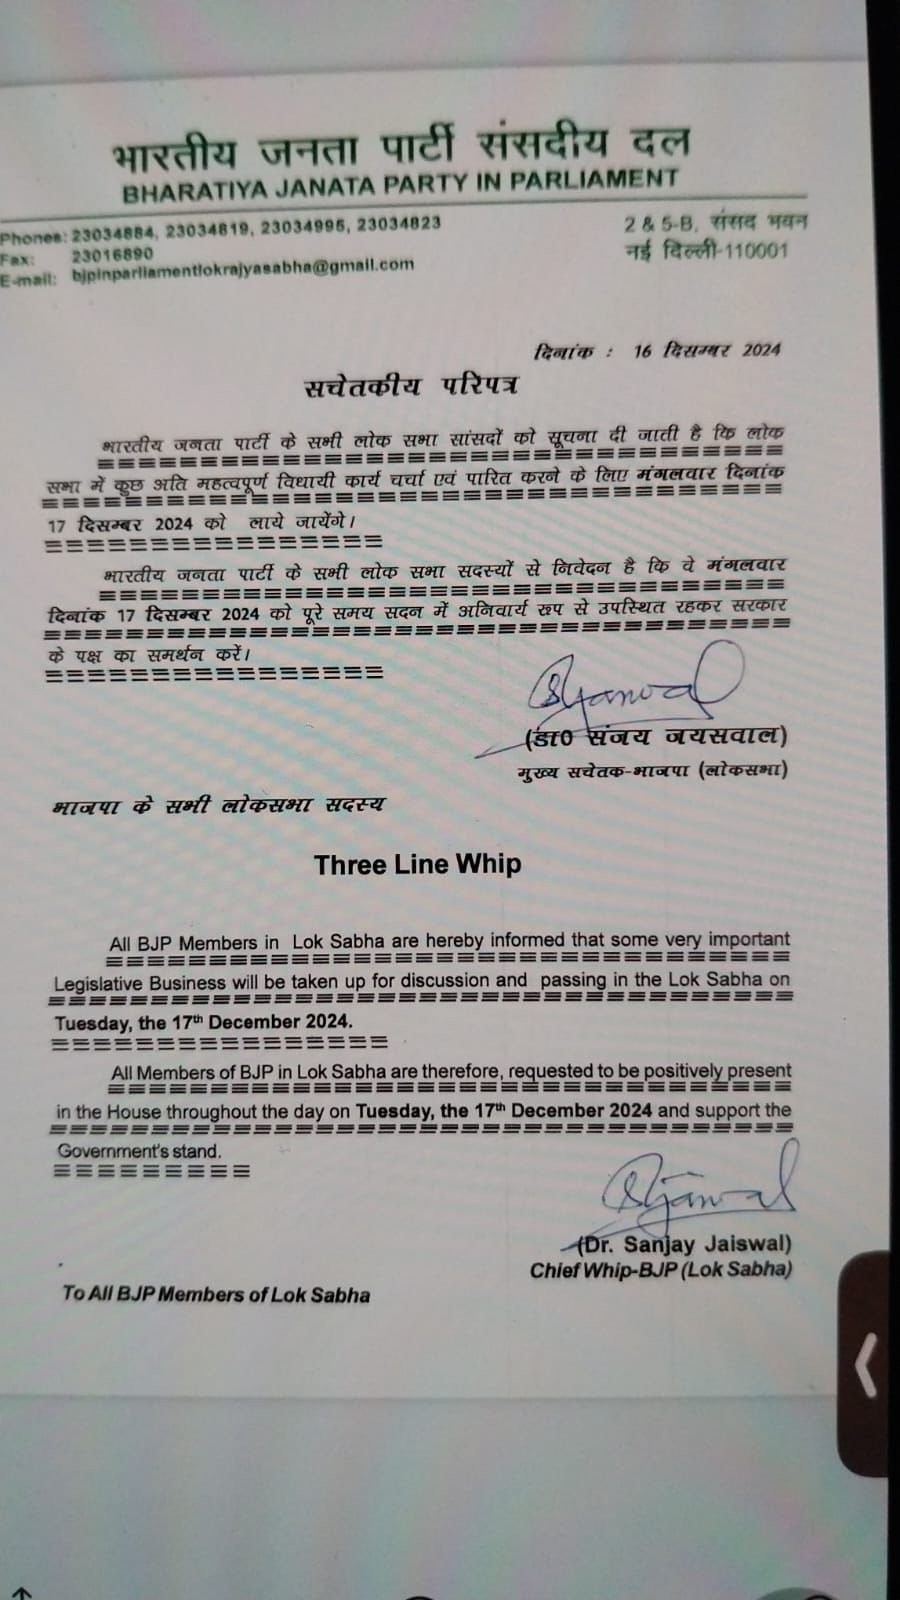 भारतीय जनता पार्टी संसदीय दल
BHARATIYA JANATA PARTY IN PARLIAMENT
Phones: 23034884, 23034819, 23034995, 23034823
Fax: 23016890
E-mail: bjpinparliamentlokrajyasabha@gmail.com
2 & 5-B, संसद भवन
नई दिल्ली-110001
दिनांक : 16 दिसम्बर 2024
सचेतकीय परिपत्र
भारतीय जनता पार्टी के सभी लोक सभा सांसदों को सूचना दी जाती है कि लोक
सभा में कुछ अति महत्वपूर्ण विधायी कार्य चर्चा एवं पारित करने के लिए मंगलवार दिनांक
17 दिसम्बर 2024 को लाये जायेंगे।
भारतीय जनता पार्टी के सभी लोक सभा सदस्यों से निवेदन है कि वे मंगलवार
दिनांक 17 दिसम्बर 2024 को पूरे समय सदन में अनिवार्य रूप से उपस्थित रहकर सरकार
के पक्ष का समर्थन करें।
(डा0 संजय जयसवाल)
मुख्य सचेतक-भाजपा (लोकसभा)
भाजपा के सभी लोकसभा सदस्य
Three Line Whip
All BJP Members in Lok Sabha are hereby informed that some very important
Legislative Business will be taken up for discussion and passing in the Lok Sabha on
Tuesday, the 17th December 2024.
All Members of BJP in Lok Sabha are therefore, requested to be positively present
in the House throughout the day on Tuesday, the 17th December 2024 and support the
Government's stand.
(Dr. Sanjay Jaiswal)
Chief Whip-BJP (Lok Sabha)
To All BJP Members of Lok Sabha